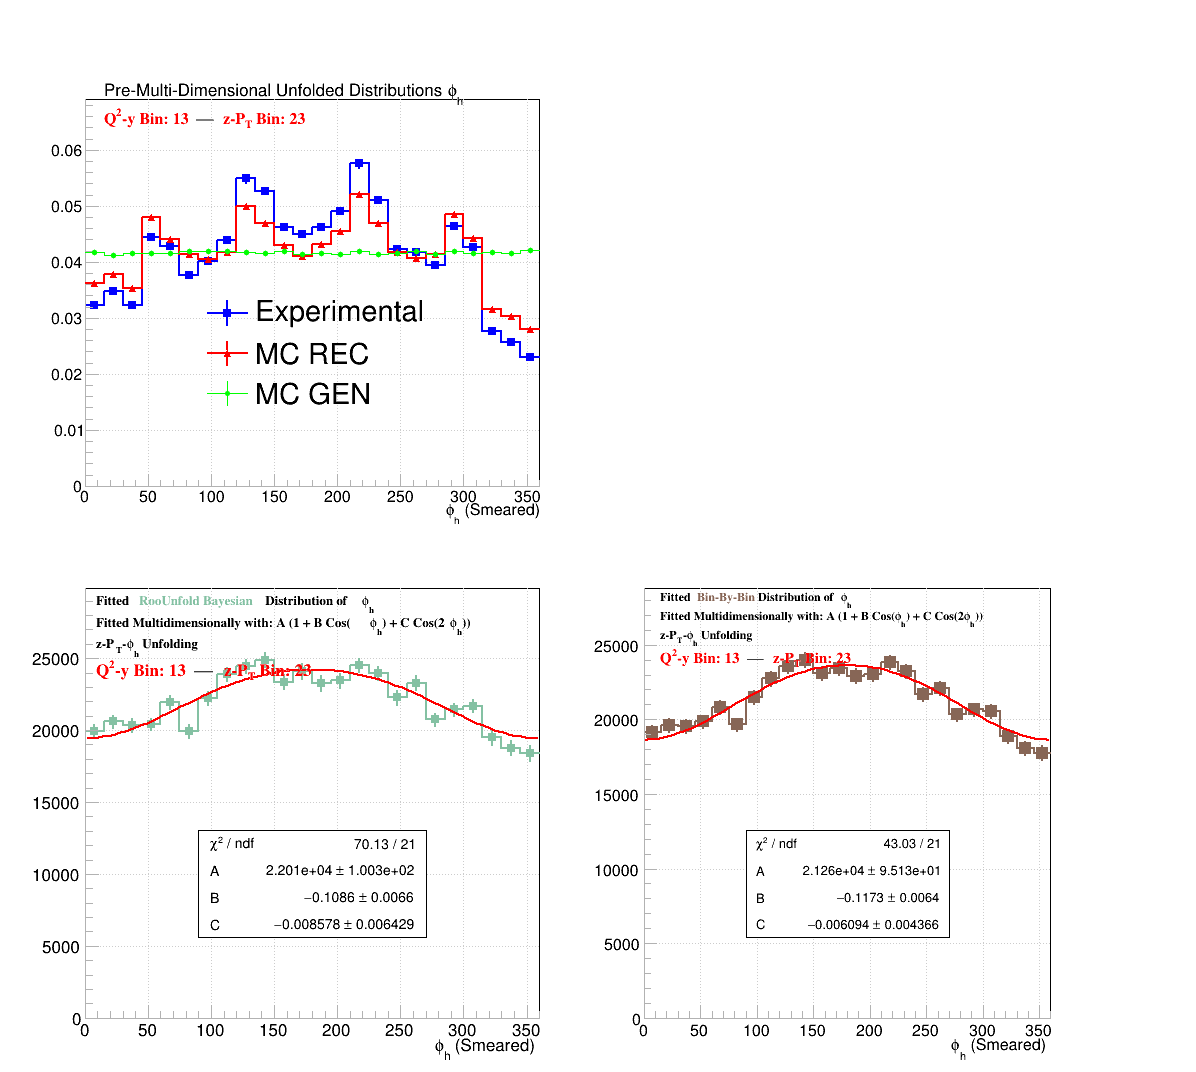 Pre-Multi-Dimensional Unfolded Distributions ϕh
Q²-y Bin: 13 — z-PT Bin: 23
0.06
0.05
0.04
0.03
0.02
0.01
0
Experimental
MC REC
MC GEN
0 50 100 150 200 250 300 350
ϕh (Smeared)
Fitted RooUnfold Bayesian Distribution of ϕh
Fitted Multidimensionally with: A (1 + B Cos( ϕh) + C Cos(2 ϕh))
z-PT-ϕh Unfolding
Q²-y Bin: 13 — z-PT Bin: 23
25000
20000
15000
10000
5000
0
χ² / ndf 70.13 / 21
A 2.201e+04 ± 1.003e+02
B −0.1086 ± 0.0066
C −0.008578 ± 0.006429
0 50 100 150 200 250 300 350
ϕh (Smeared)
Fitted Bin-By-Bin Distribution of ϕh
Fitted Multidimensionally with: A (1 + B Cos(ϕh) + C Cos(2ϕh))
z-PT-ϕh Unfolding
Q²-y Bin: 13 — z-PT Bin: 23
25000
20000
15000
10000
5000
0
χ² / ndf 43.03 / 21
A 2.126e+04 ± 9.513e+01
B −0.1173 ± 0.0064
C −0.006094 ± 0.004366
0 50 100 150 200 250 300 350
ϕh (Smeared)